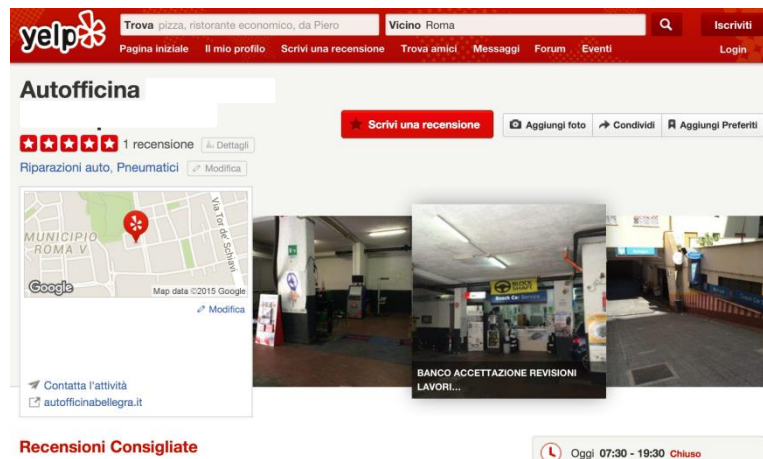 yelp
Trova pizza, ristorante economico, da Piero
Vicino Roma
Iscriviti
Pagina iniziale Il mio profilo Scrivi una recensione Trova amici Messaggi Forum Eventi
Login
Autofficina
Scrivi una recensione
Aggiungi foto
Condividi
Aggiungi Preferiti
1 recensione
Dettagli
Riparazioni auto, Pneumatici
Modifica
MUNICIPIO
ROMA V
Via Tor de' Schiavi
Google
Map data ©2015 Google
Modifica
Contatta l'attività
autofficinabellegra.it
Bosch Car Service
BANCO ACCETTAZIONE REVISIONI
LAVORI...
Recensioni Consigliate
Oggi 07:30 - 19:30 Chiuso